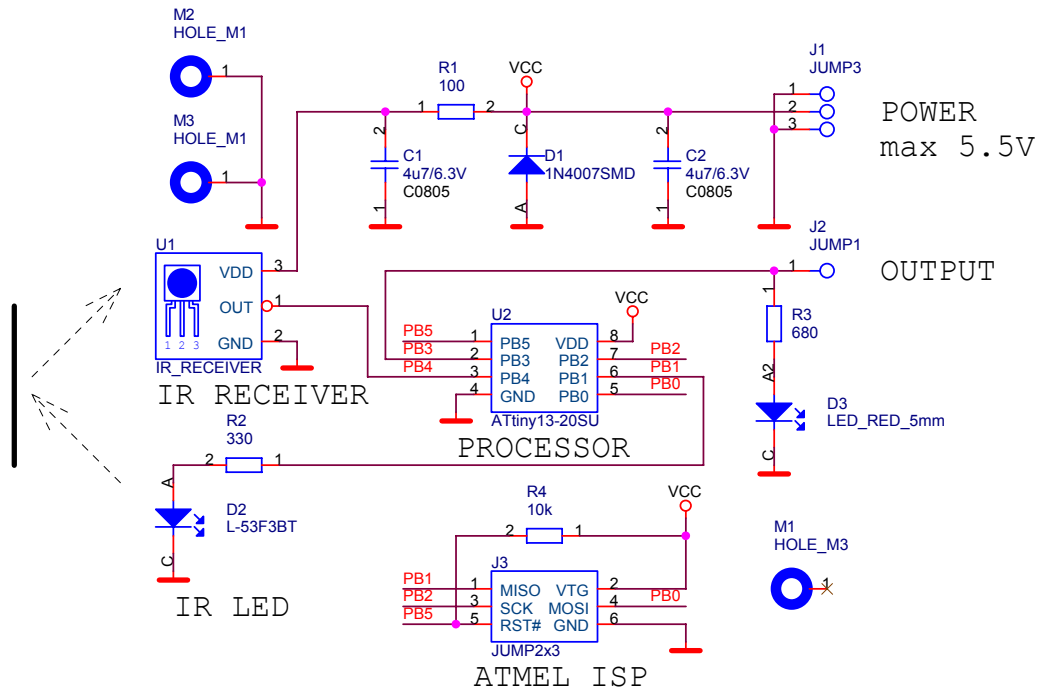 M2
HOLE_M1
1
M3
HOLE_M1
1
R1
100
1 2
VCC
J1
JUMP3
1
2
3
POWER
max 5.5V
2
C1
4u7/6.3V
C0805
1
C
D1
1N4007SMD
A
2
C2
4u7/6.3V
C0805
1
U1
VDD 3
OUT 1
GND 2
1 2 3
IR_RECEIVER
IR RECEIVER
J2
JUMP1
1
OUTPUT
1
R3
680
A2
D3
LED_RED_5mm
C
VCC
U2
PB5 1 PB5 VDD 8
PB3 2 PB3 PB2 7 PB2
PB4 3 PB4 PB1 6 PB1
4 GND PB0 5 PB0
ATtiny13-20SU
PROCESSOR
R2
330
2 1
A
D2
L-53F3BT
C
IR LED
R4
10k
2 1
VCC
J3
PB1 1 MISO VTG 2
PB2 3 SCK MOSI 4 PB0
PB5 5 RST# GND 6
JUMP2x3
ATMEL ISP
M1
HOLE_M3
1